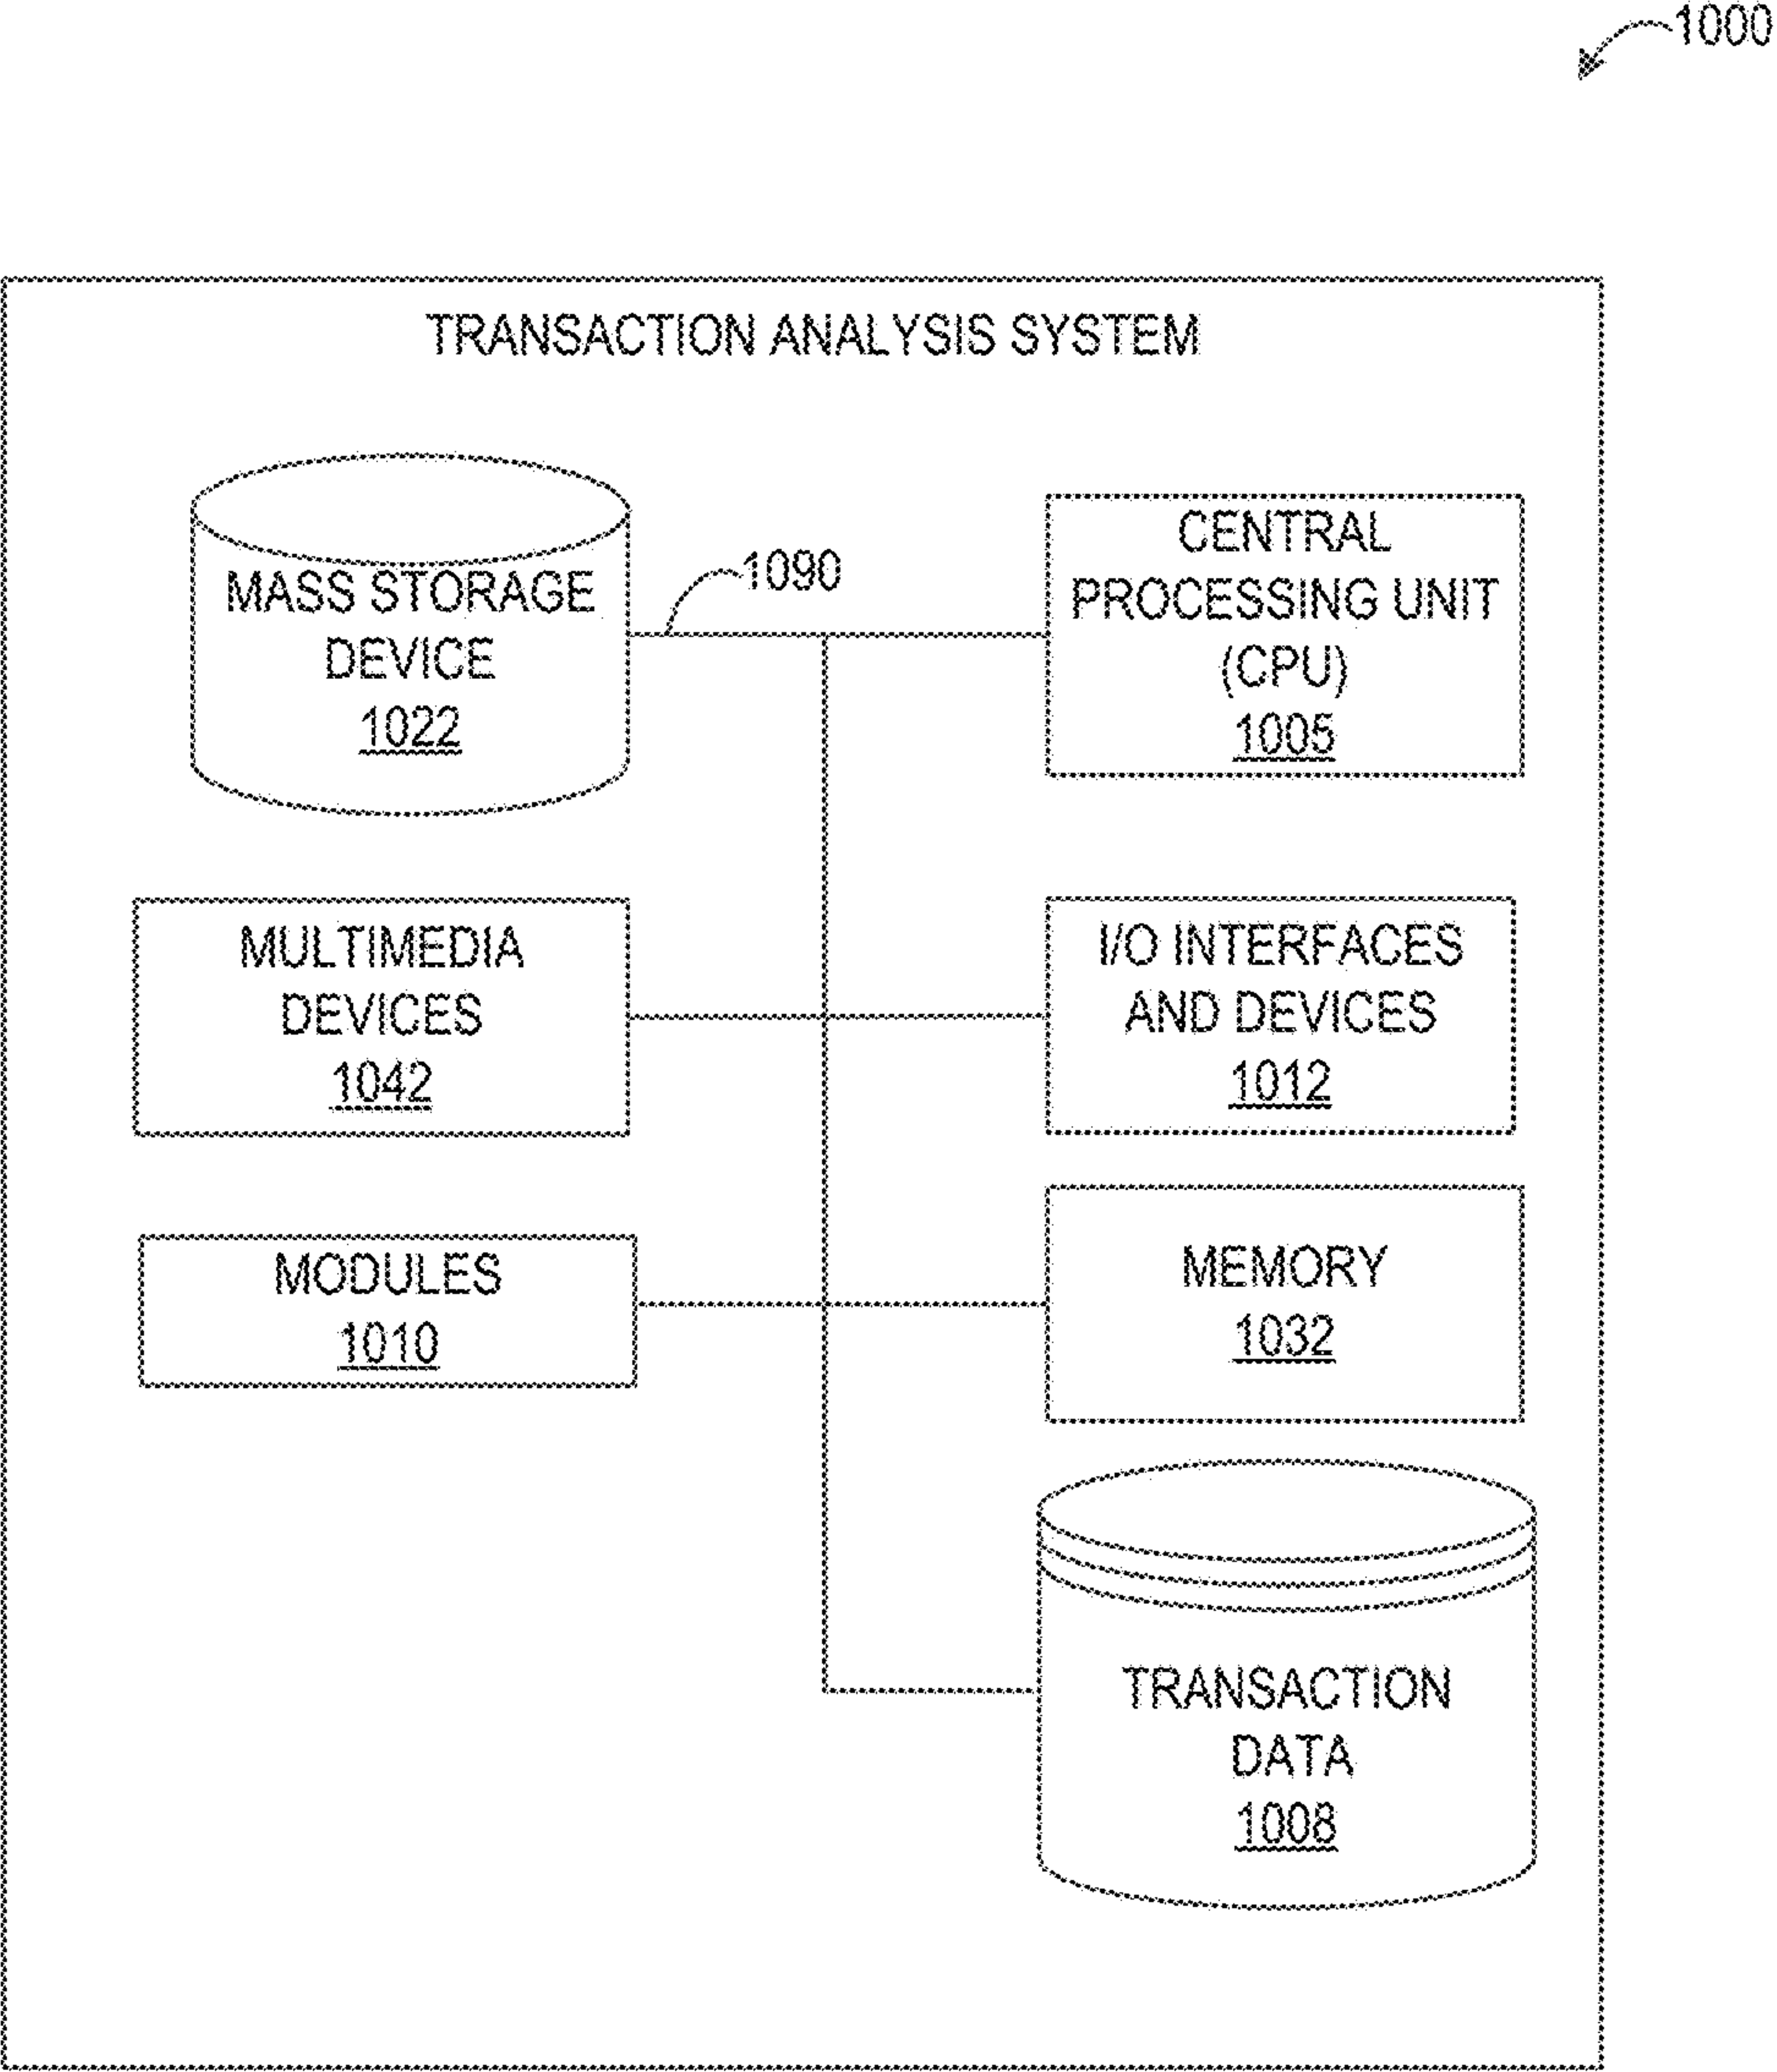 1000
TRANSACTION ANALYSIS SYSTEM
MASS STORAGE
DEVICE
1022
1090
CENTRAL
PROCESSING UNIT
(CPU)
1005
MULTIMEDIA
DEVICES
1042
I/O INTERFACES
AND DEVICES
1012
MODULES
1010
MEMORY
1032
TRANSACTION
DATA
1008